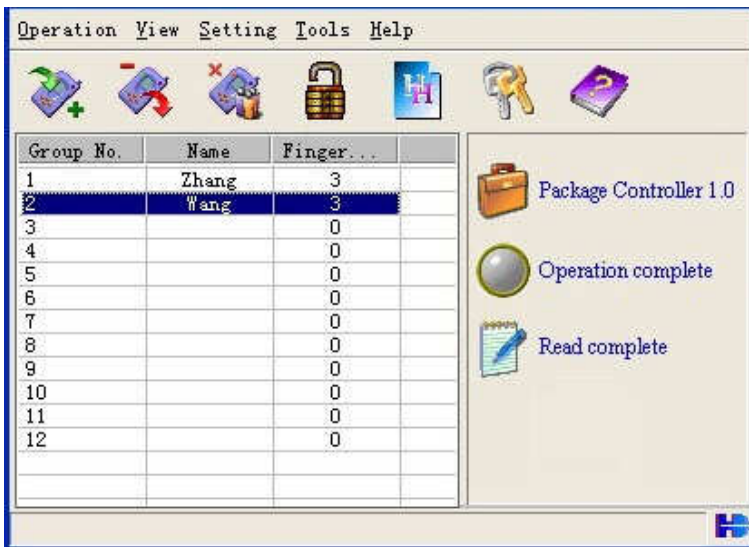 Operation View Setting Tools Help
Group No. Name Finger...
1 Zhang 3
2 Wang 3
3 0
4 0
5 0
6 0
7 0
8 0
9 0
10 0
11 0
12 0
Package Controller 1.0
Operation complete
Read complete